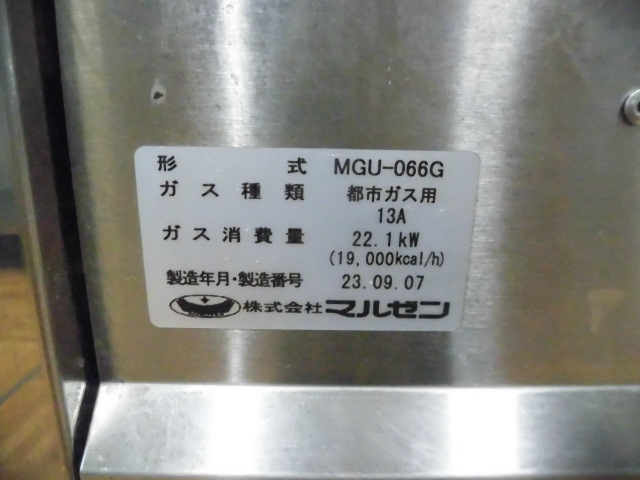 形式 MGU-066G
ガス種類 都市ガス用
13A
ガス消費量 22.1kW
(19,000kcal/h)
製造年月・製造番号 23.09.07
株式会社マルゼン